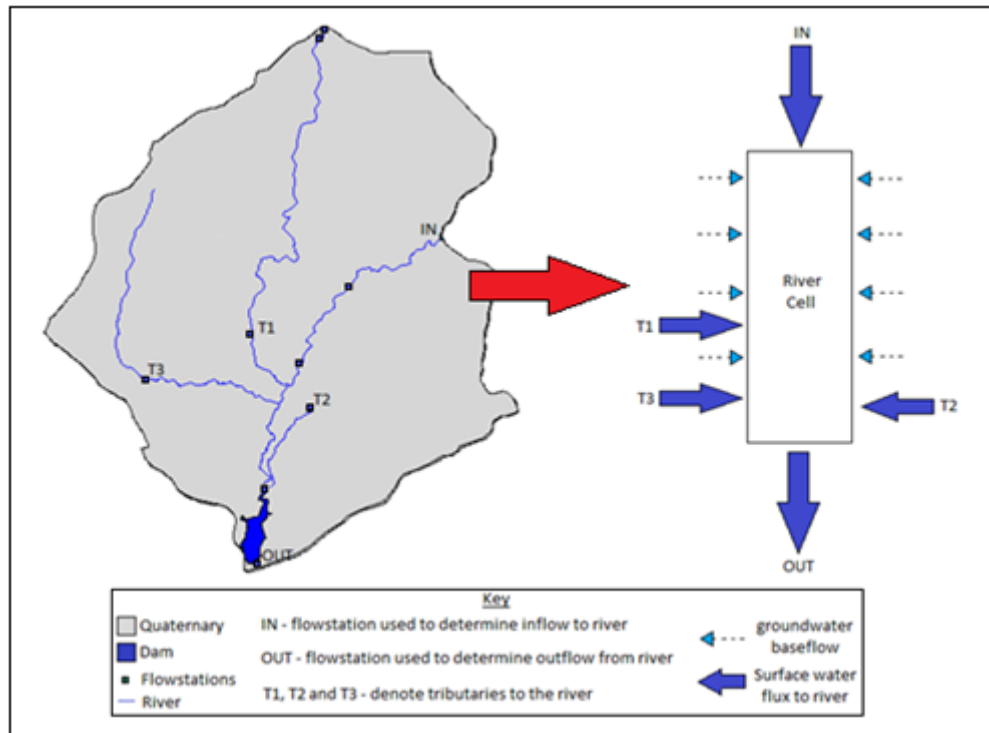 IN
IN
T1
T3
T2
OUT
River
Cell
T1
T3
T2
OUT
Key
Quaternary
Dam
Flowstations
River
IN - flowstation used to determine inflow to river
OUT - flowstation used to determine outflow from river
T1, T2 and T3 - denote tributaries to the river
groundwater
baseflow
Surface water
flux to river